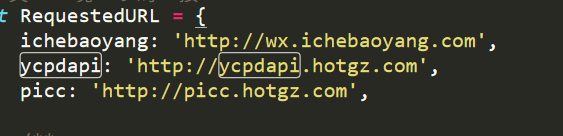 t RequestedURL = {
ichebaoyang: 'http://wx.ichebaoyang.com',
ycpdapi: 'http://ycpdapi.hotgz.com',
picc: 'http://picc.hotgz.com',